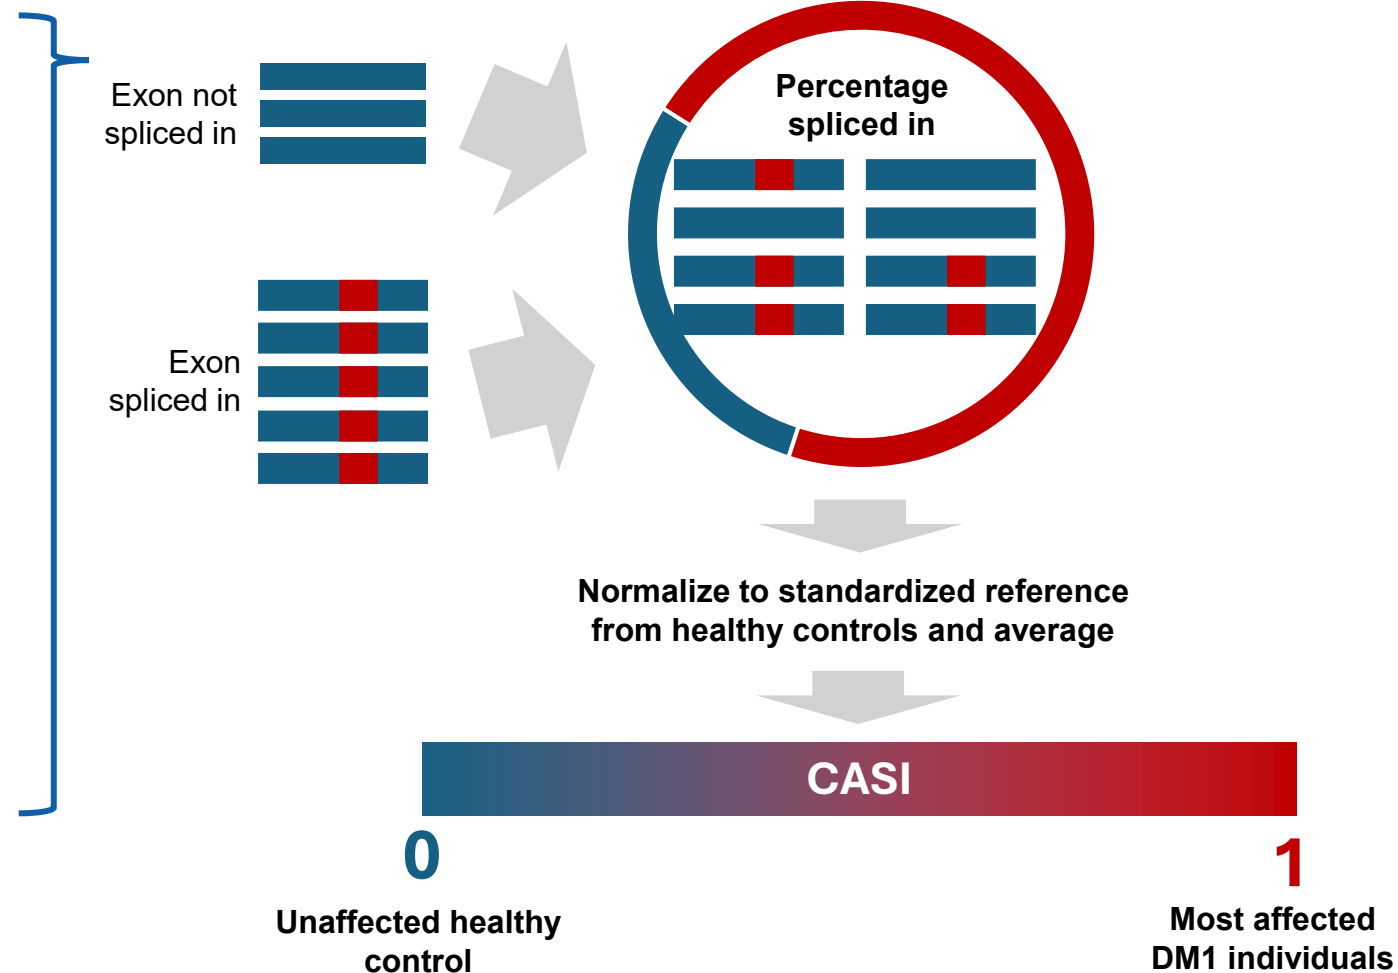 Exon not
spliced in
Percentage
spliced in
Exon
spliced in
Normalize to standardized reference
from healthy controls and average
CASI
0
1
Unaffected healthy
control
Most affected
DM1 individuals